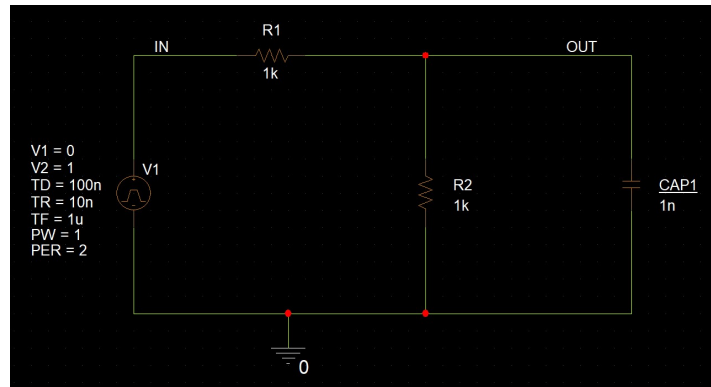 R1
IN
OUT
1k
V1 = 0
V2 = 1
TD = 100n
TR = 10n
TF = 1u
PW = 1
PER = 2
V1
R2
1k
CAP1
1n
0